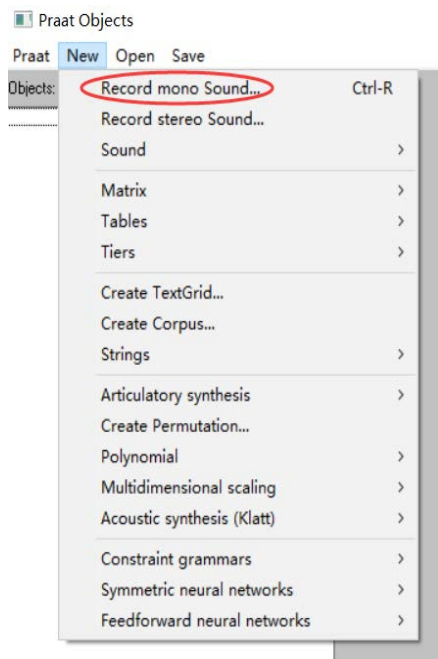 Praat Objects
Praat New Open Save
Objects:
Record mono Sound... Ctrl-R
Record stereo Sound...
Sound >
Matrix >
Tables >
Tiers >
Create TextGrid...
Create Corpus...
Strings >
Articulatory synthesis >
Create Permutation...
Polynomial >
Multidimensional scaling >
Acoustic synthesis (Klatt) >
Constraint grammars >
Symmetric neural networks >
Feedforward neural networks >